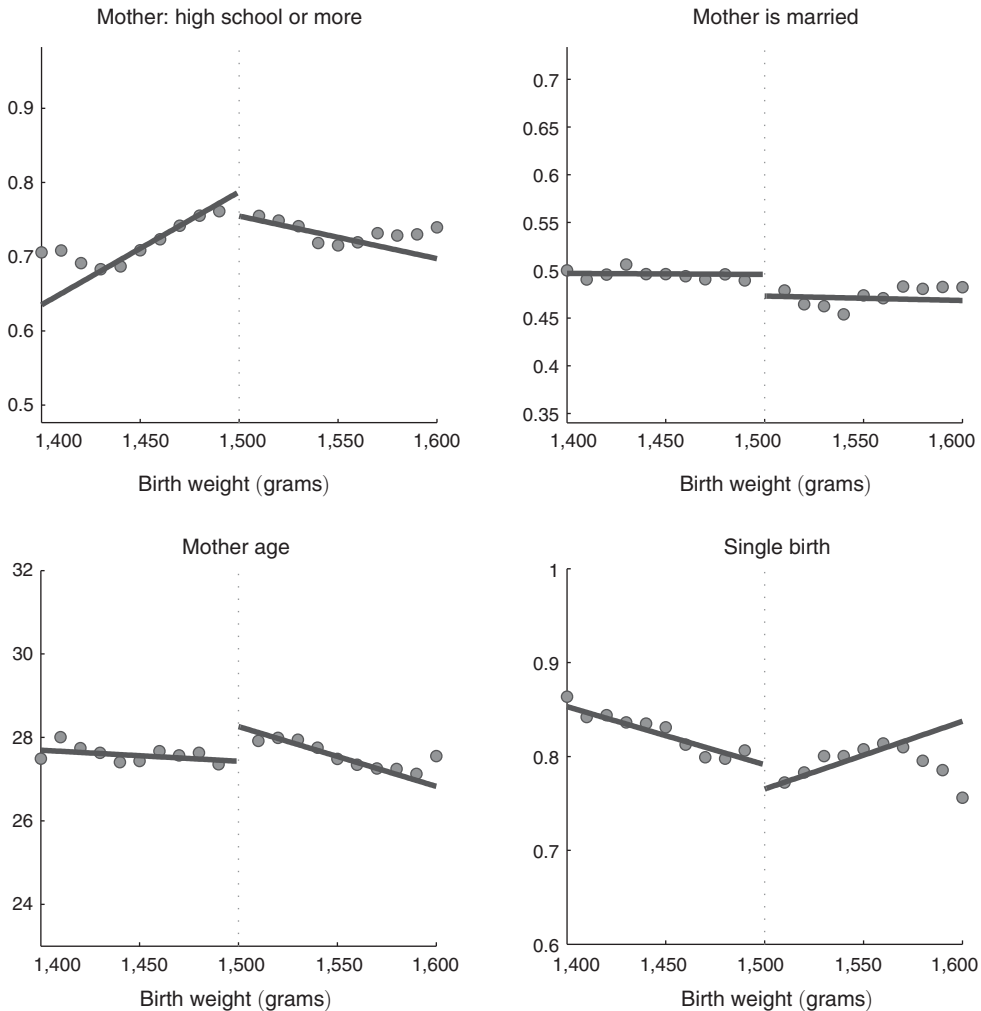 Mother: high school or more
0.9
0.8
0.7
0.6
0.5
1,400 1,450 1,500 1,550 1,600
Birth weight (grams)
Mother is married
0.7
0.65
0.6
0.55
0.5
0.45
0.4
0.35
1,400 1,450 1,500 1,550 1,600
Birth weight (grams)
Mother age
32
30
28
26
24
1,400 1,450 1,500 1,550 1,600
Birth weight (grams)
Single birth
1
0.9
0.8
0.7
0.6
1,400 1,450 1,500 1,550 1,600
Birth weight (grams)